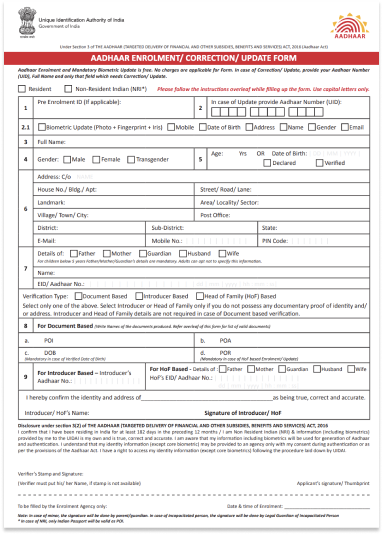 Unique Identification Authority of India
Government of India
AADHAAR
Under Section 3 of THE AADHAAR (TARGETED DELIVERY OF FINANCIAL AND OTHER SUBSIDIES, BENEFITS AND SERVICES) ACT, 2016 (Aadhaar Act)
AADHAAR ENROLMENT/ CORRECTION/ UPDATE FORM
Aadhaar Enrolment and Mandatory Biometric Update is free. No charges are applicable for Form. In case of Correction/ Update, provide your Aadhaar Number (UID), Full Name and only that field which needs Correction/ Update.
Resident Non-Resident Indian (NRI*) Please follow the instructions overleaf while filling up the form. Use capital letters.
1 Pre Enrolment ID (If applicable): 2 In case of Update provide Aadhaar Number (UID):
2.1 Biometric Update (Photo + Fingerprint + Iris) Mobile Date of Birth Address Name Gender Email
3 Full Name:
4 Gender: Male Female Transgender 5 Age: Yrs OR Date of Birth:
Declared Verified
6 Address: C/o
House No./ Bldg./ Apt: Street/ Road/ Lane:
Landmark: Area/ Locality/ Sector:
Village/ Town/ City: Post Office:
District: Sub-District: State:
E-Mail: Mobile No.: PIN Code:
7 Details of: Father Mother Guardian Husband Wife
For children below 5 years Father/Mother/Guardian's details are mandatory. Adults can opt not to specify this information.
Name:
EID/ Aadhaar No.:
Verification Type: Document Based Introducer Based Head of Family (HoF) Based
Select only one of the above. Select Introducer or Head of Family only if you do not possess any documentary proof of identity and/
or address. Introducer and Head of Family details are not required in case of Document based verification.
8 For Document Based (Write Names of the documents produced. Refer overleaf of this form for list of valid documents)
a. POI b. POA
c. DOB d. POR
(Mandatory in case of Verified Date of Birth) (Mandatory in case of HoF based Enrolment/ Update)
9 For Introducer Based – Introducer's For HoF Based - Details of : Father Mother Guardian Husband Wife
Aadhaar No.: HoF's EID/ Aadhaar No.:
I hereby confirm the identity and address of as being true, correct and accurate.
Introducer/ HoF's Name: Signature of Introducer/ HoF
Disclosure under section 3(2) of THE AADHAAR (TARGETED DELIVERY OF FINANCIAL AND OTHER SUBSIDIES, BENEFITS AND SERVICES) ACT, 2016
I confirm that I have been residing in India for at least 182 days in the preceding 12 months / I am Non Resident Indian (NRI) & information (including biometrics) provided by me to the UIDAI is my own and is true, correct and accurate. I am aware that my information including biometrics will be used for generation of Aadhaar and authentication. I understand that my identity information (except core biometric) may be provided to an agency only with my consent during authentication or as per the provisions of the Aadhaar Act. I have a right to access my identity information (except core biometrics) following the procedure laid down by UIDAI.
Verifier's Stamp and Signature:
(Verifier must put his/ her Name, if stamp is not available) Applicant's signature/ Thumbprint
To be filled by the Enrolment Agency only: Date & time of Enrolment:
Note: In case of minor, the signature will be done by parent/guardian. In case of incapacitated person, the signature will be done by Legal Guardian of Incapacitated Person
* In case of NRI, only Indian Passport will be valid as POI.